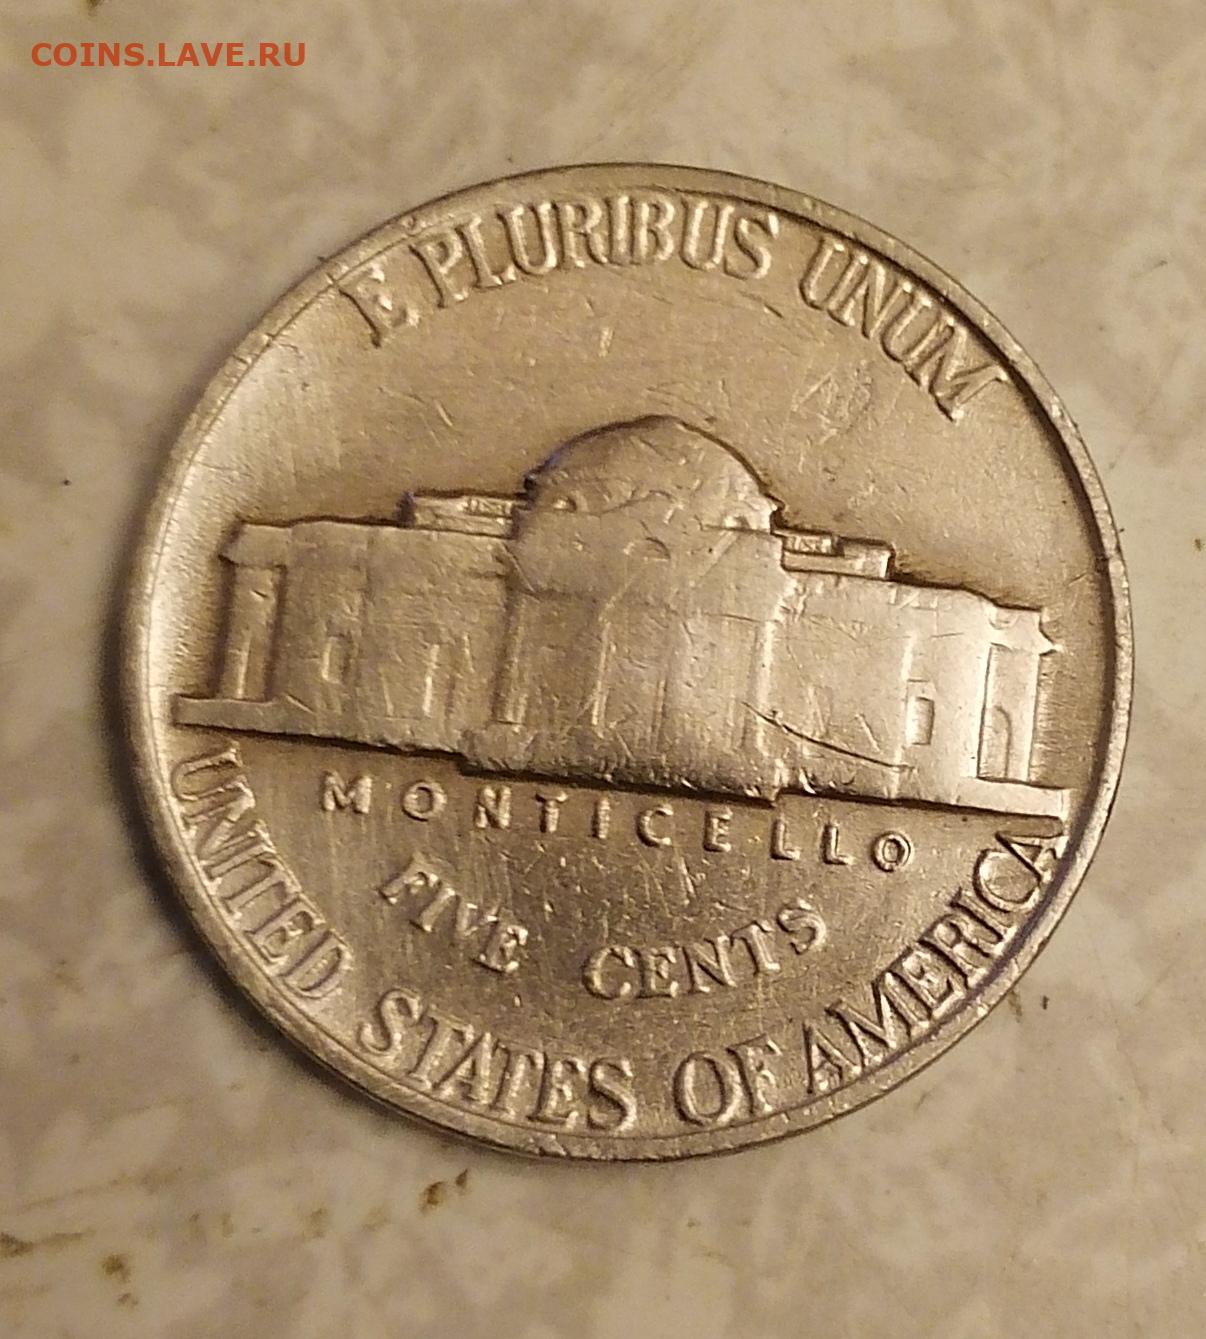 COINS.LAVE.RU
E PLURIBUS UNUM
MONTICELLO
FIVE CENTS
UNITED STATES OF AMERICA